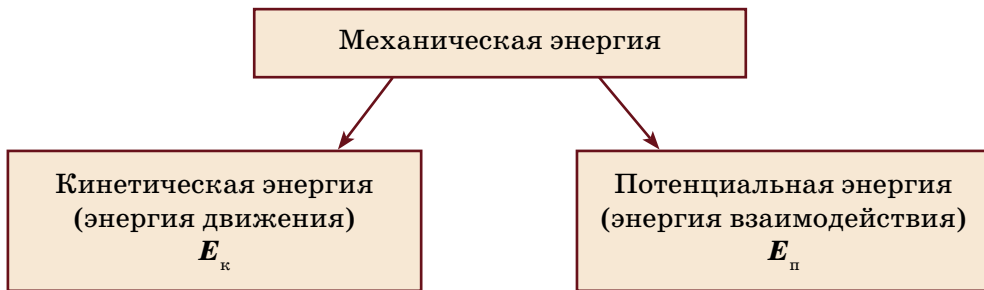 Механическая энергия
Кинетическая энергия
(энергия движения)
Eк
Потенциальная энергия
(энергия взаимодействия)
Eп